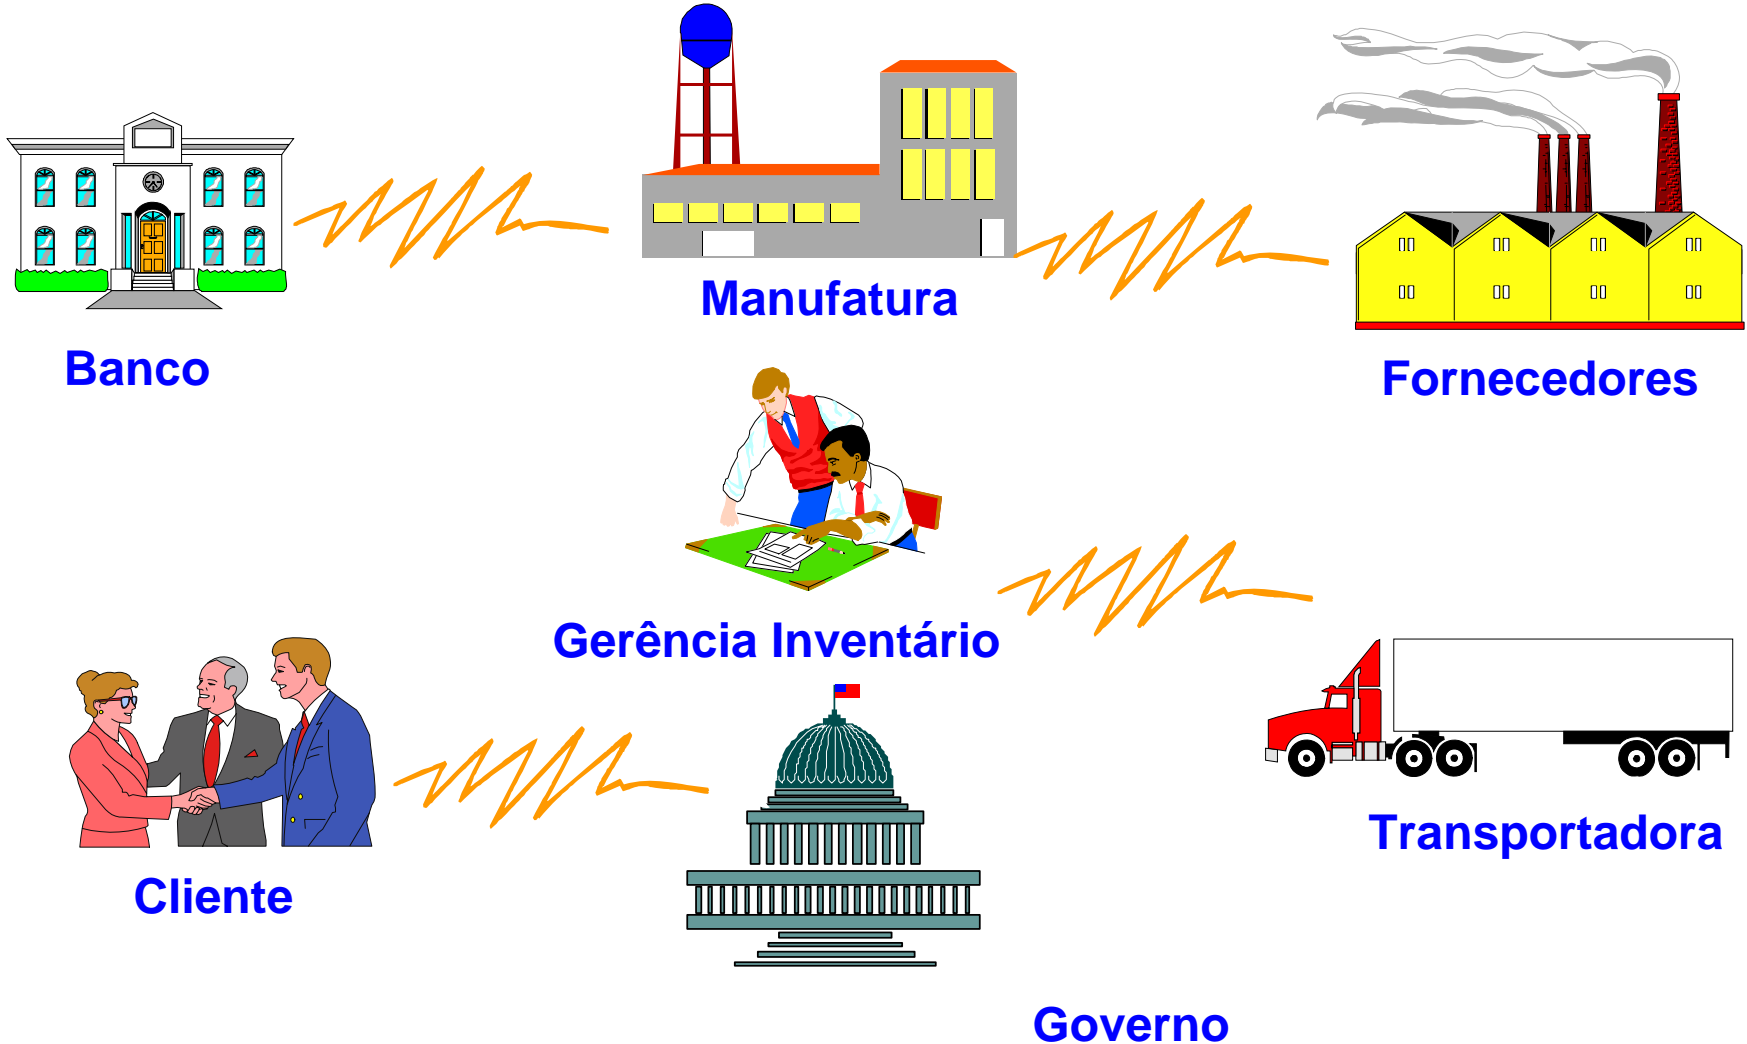 Manufatura
Banco
Fornecedores
Gerência Inventário
Transportadora
Cliente
Governo